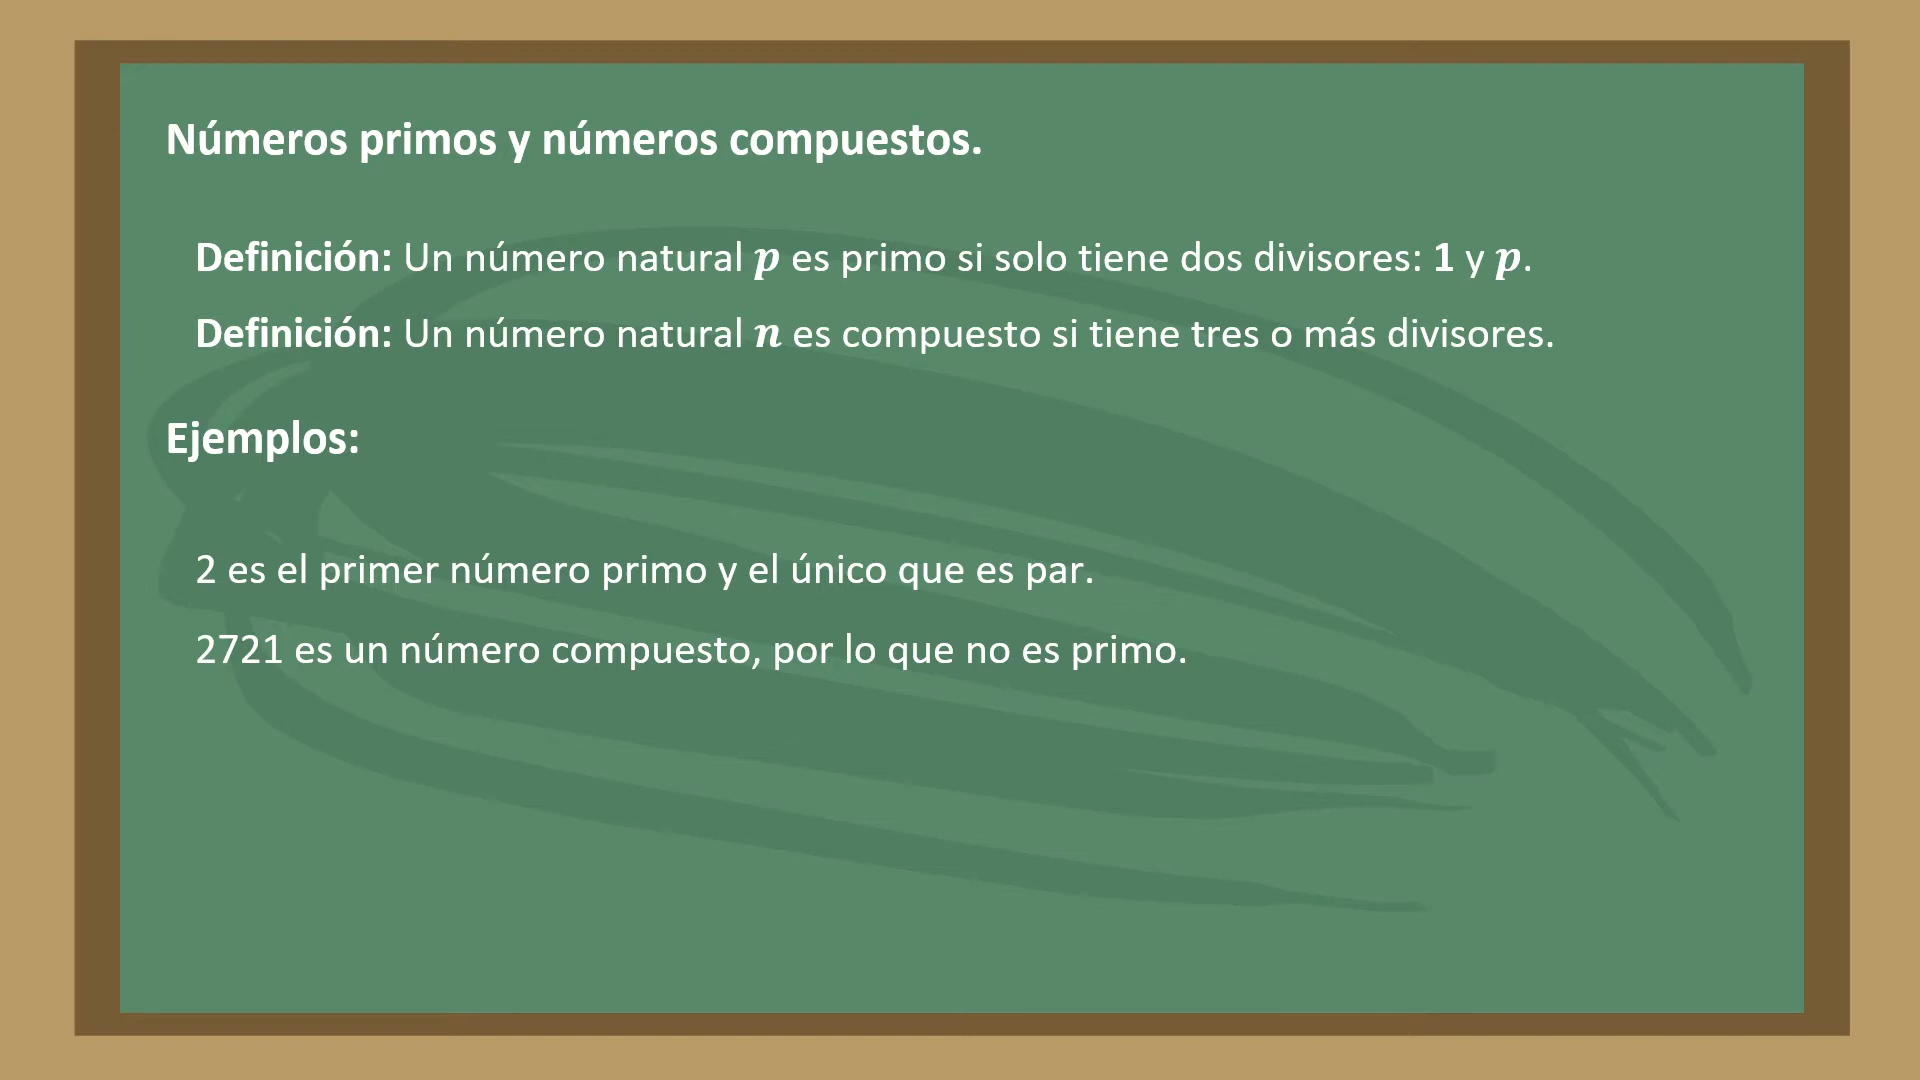 Números primos y números compuestos.
Definición: Un número natural p es primo si solo tiene dos divisores: 1 y p.
Definición: Un número natural n es compuesto si tiene tres o más divisores.
Ejemplos:
2 es el primer número primo y el único que es par.
2721 es un número compuesto, por lo que no es primo.